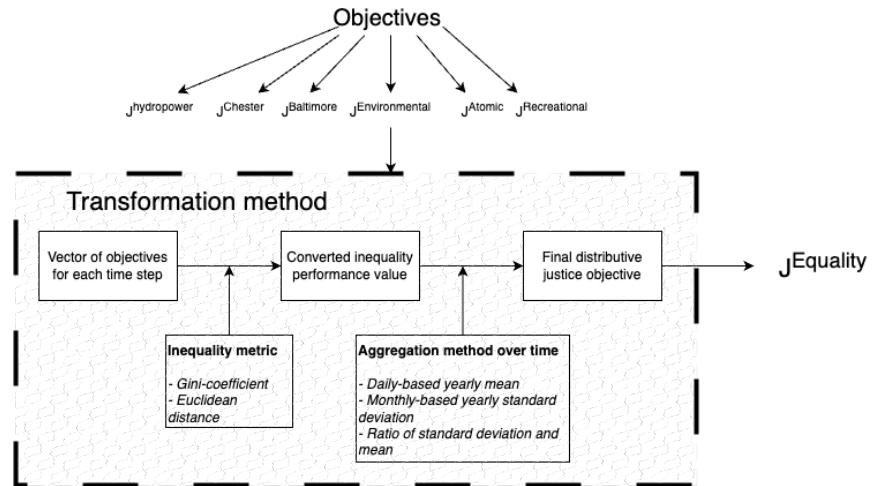 Objectives
Jhydropower JChester JBaltimore JEnvironmental JAtomic JRecreational
Transformation method
Vector of objectives
for each time step
Converted inequality
performance value
Final distributive
justice objective
JEquality
Inequality metric
- Gini-coefficient
- Euclidean
distance
Aggregation method over time
- Daily-based yearly mean
- Monthly-based yearly standard
deviation
- Ratio of standard deviation and
mean